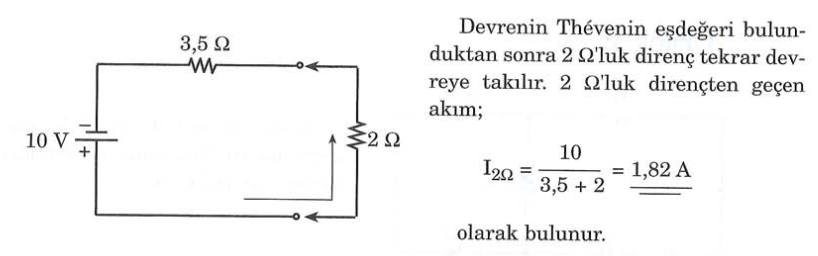 3,5 Ω
10 V
−
+
2 Ω
Devrenin Thévenin eşdeğeri bulun-
duktan sonra 2 Ω'luk direnç tekrar dev-
reye takılır. 2 Ω'luk dirençten geçen
akım;
I2Ω = 10 / 3,5 + 2 = 1,82 A
olarak bulunur.